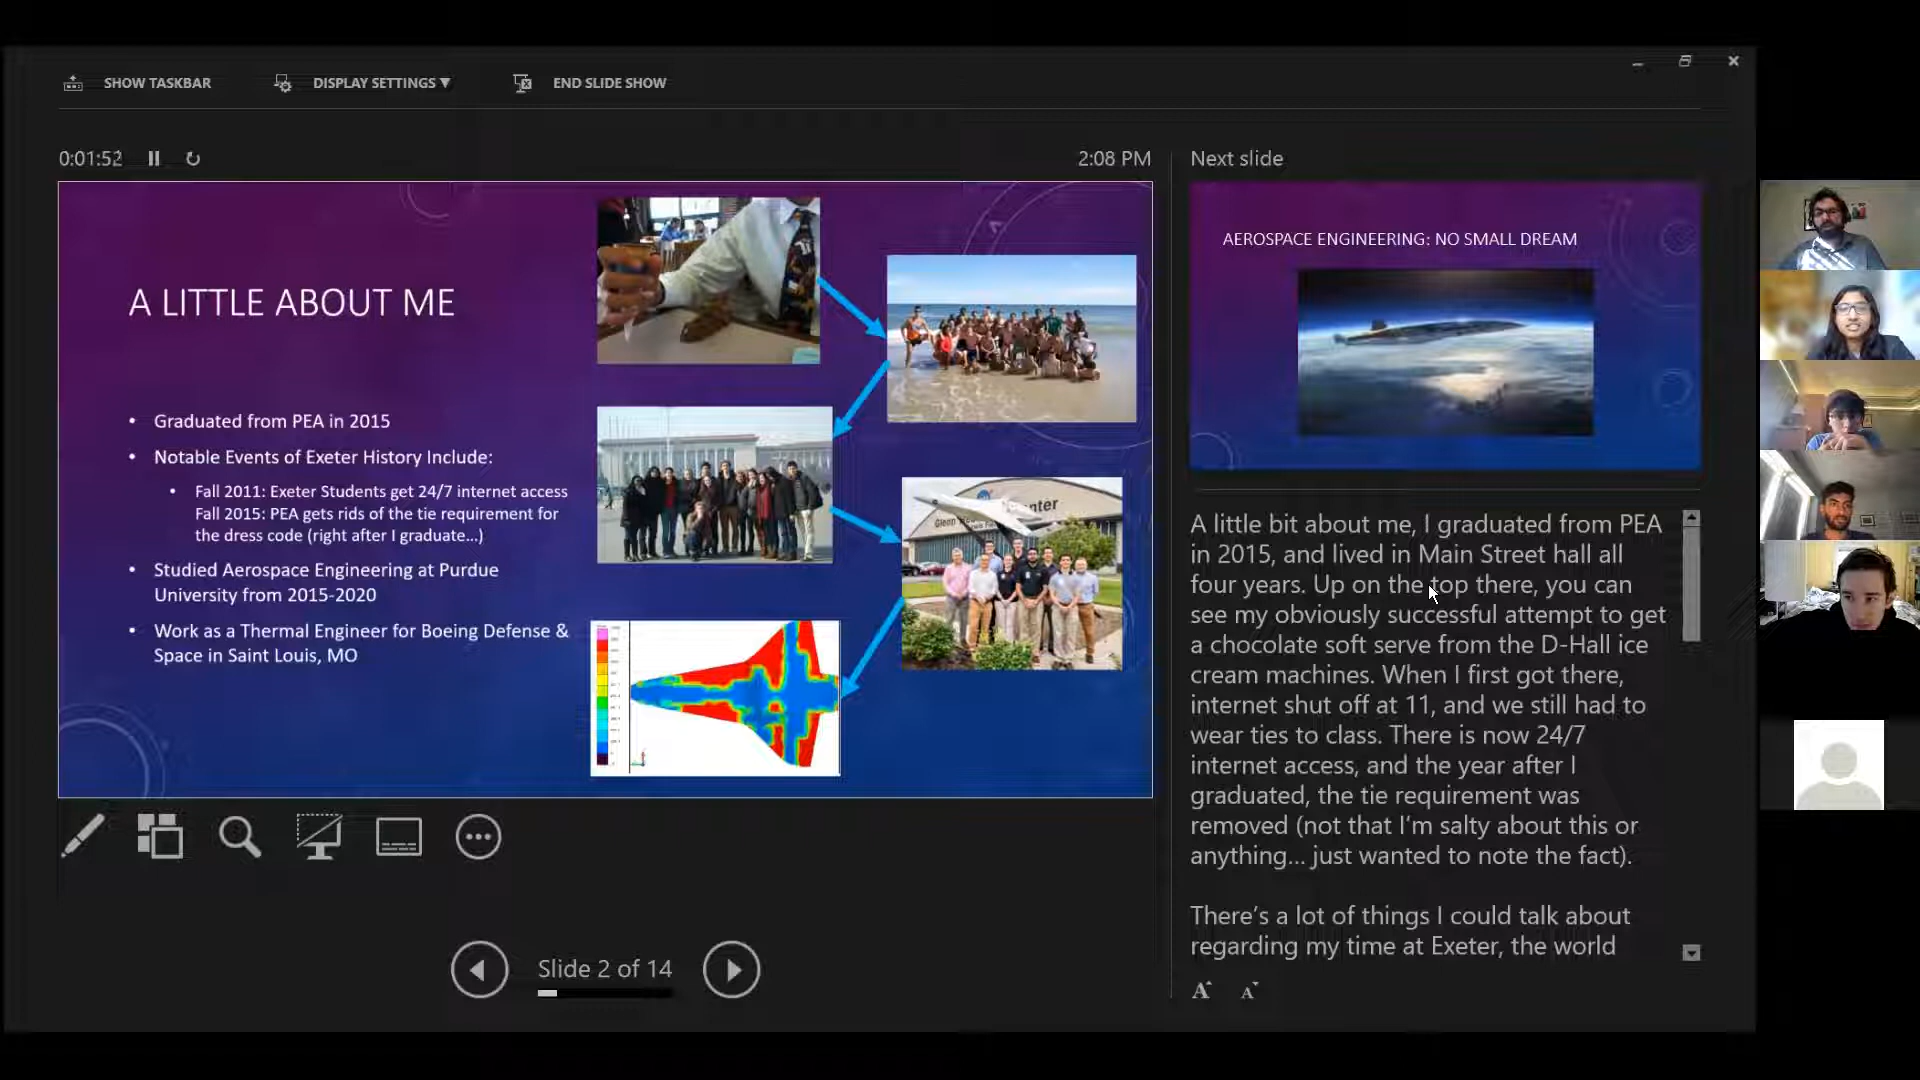 SHOW TASKBAR
DISPLAY SETTINGS ▼
END SLIDE SHOW
0:01:52
2:08 PM
A LITTLE ABOUT ME
• Graduated from PEA in 2015
• Notable Events of Exeter History Include:
• Fall 2011: Exeter Students get 24/7 internet access
Fall 2015: PEA gets rids of the tie requirement for
the dress code (right after I graduate...)
• Studied Aerospace Engineering at Purdue
University from 2015-2020
• Work as a Thermal Engineer for Boeing Defense &
Space in Saint Louis, MO
Glenn
nter
Slide 2 of 14
Next slide
AEROSPACE ENGINEERING: NO SMALL DREAM
A little bit about me, I graduated from PEA
in 2015, and lived in Main Street hall all
four years. Up on the top there, you can
see my obviously successful attempt to get
a chocolate soft serve from the D-Hall ice
cream machines. When I first got there,
internet shut off at 11, and we still had to
wear ties to class. There is now 24/7
internet access, and the year after I
graduated, the tie requirement was
removed (not that I'm salty about this or
anything... just wanted to note the fact).
There's a lot of things I could talk about
regarding my time at Exeter, the world
A A